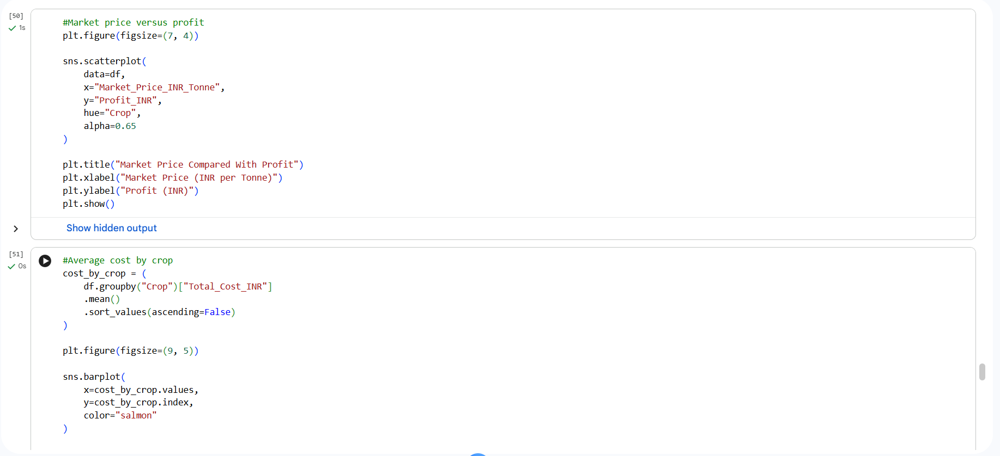 [50]
1s
#Market price versus profit
plt.figure(figsize=(7, 4))
sns.scatterplot(
    data=df,
    x="Market_Price_INR_Tonne",
    y="Profit_INR",
    hue="Crop",
    alpha=0.65
)
plt.title("Market Price Compared With Profit")
plt.xlabel("Market Price (INR per Tonne)")
plt.ylabel("Profit (INR)")
plt.show()
Show hidden output
[51]
0s
#Average cost by crop
cost_by_crop = (
    df.groupby("Crop")["Total_Cost_INR"]
    .mean()
    .sort_values(ascending=False)
)
plt.figure(figsize=(9, 5))
sns.barplot(
    x=cost_by_crop.values,
    y=cost_by_crop.index,
    color="salmon"
)